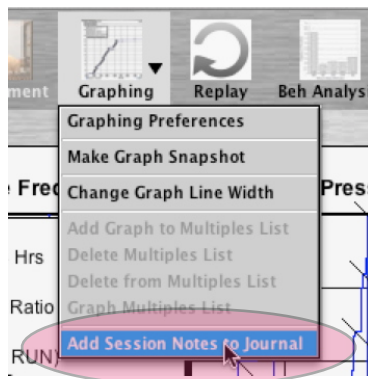 ment Graphing Replay Beh Analys
Graphing Preferences
Make Graph Snapshot
e Freq Change Graph Line Width Pres
Add Graph to Multiples List
Hrs Delete Multiples List
Delete from Multiples List
Ratio Graph Multiples List
Add Session Notes to Journal
RUN)